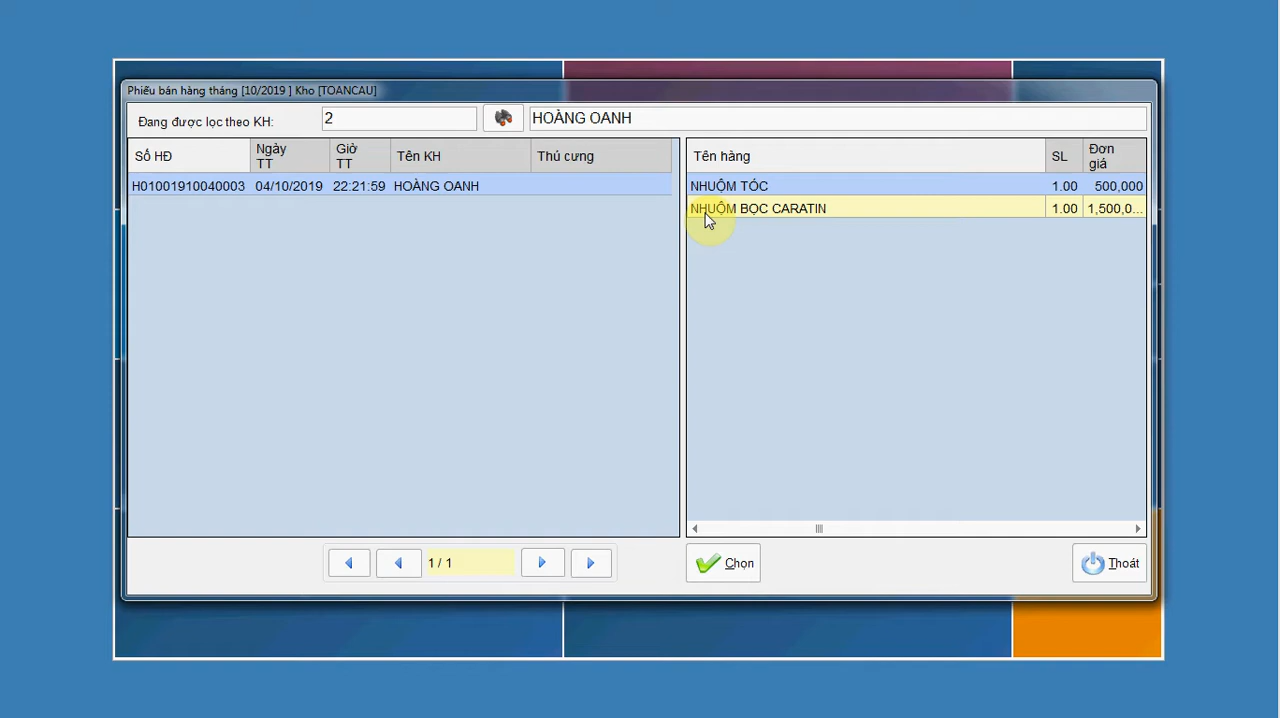 Phiếu bán hàng tháng [10/2019 ] Kho [TOANCAU]
Đang được lọc theo KH: 2 HOÀNG OANH
Số HĐ Ngày TT Giờ TT Tên KH Thú cưng
H01001910040003 04/10/2019 22:21:59 HOÀNG OANH
Tên hàng SL Đơn giá
NHUỘM TÓC 1.00 500,000
NHUỘM BỌC CARATIN 1.00 1,500,0...
1 / 1
Chọn
Thoát